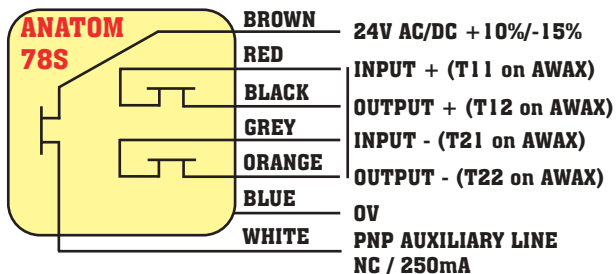 ANATOM
78S
BROWN
24V AC/DC +10%/-15%
RED
INPUT + (T11 on AWAX)
BLACK
OUTPUT + (T12 on AWAX)
GREY
INPUT - (T21 on AWAX)
ORANGE
OUTPUT - (T22 on AWAX)
BLUE
0V
WHITE
PNP AUXILIARY LINE
NC / 250mA